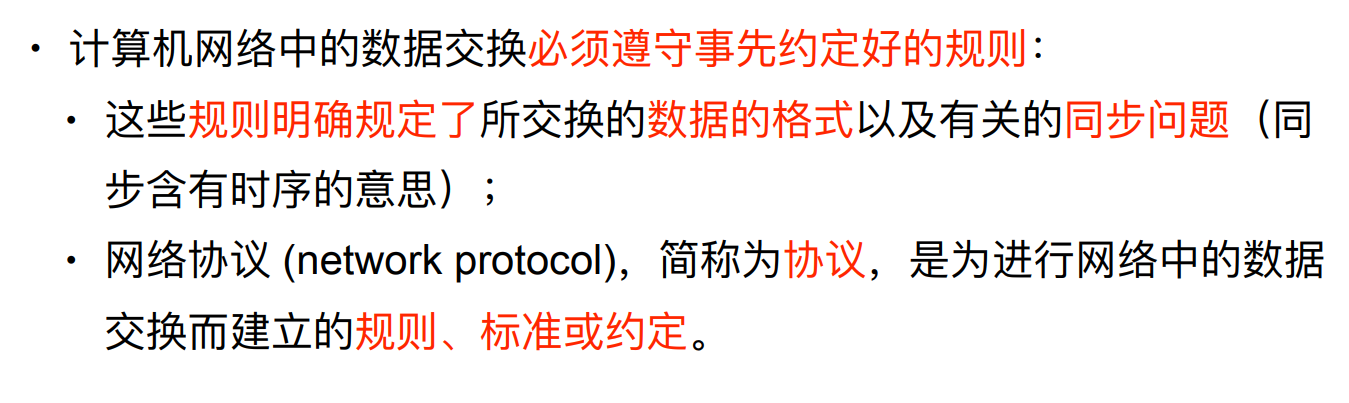 • 计算机网络中的数据交换必须遵守事先约定好的规则：
• 这些规则明确规定了所交换的数据的格式以及有关的同步问题（同
步含有时序的意思）；
• 网络协议 (network protocol)，简称为协议，是为进行网络中的数据
交换而建立的规则、标准或约定。